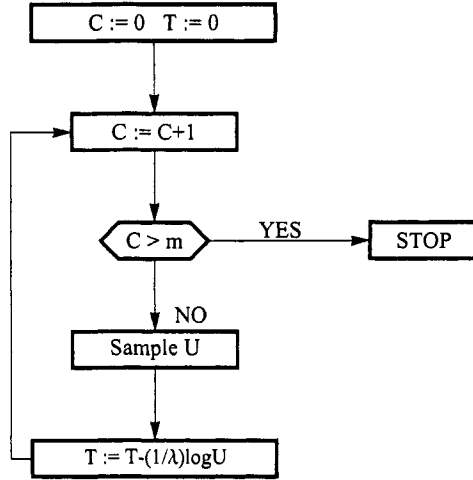 C := 0 T := 0
C := C+1
C > m
YES
STOP
NO
Sample U
T := T-(1/λ)logU